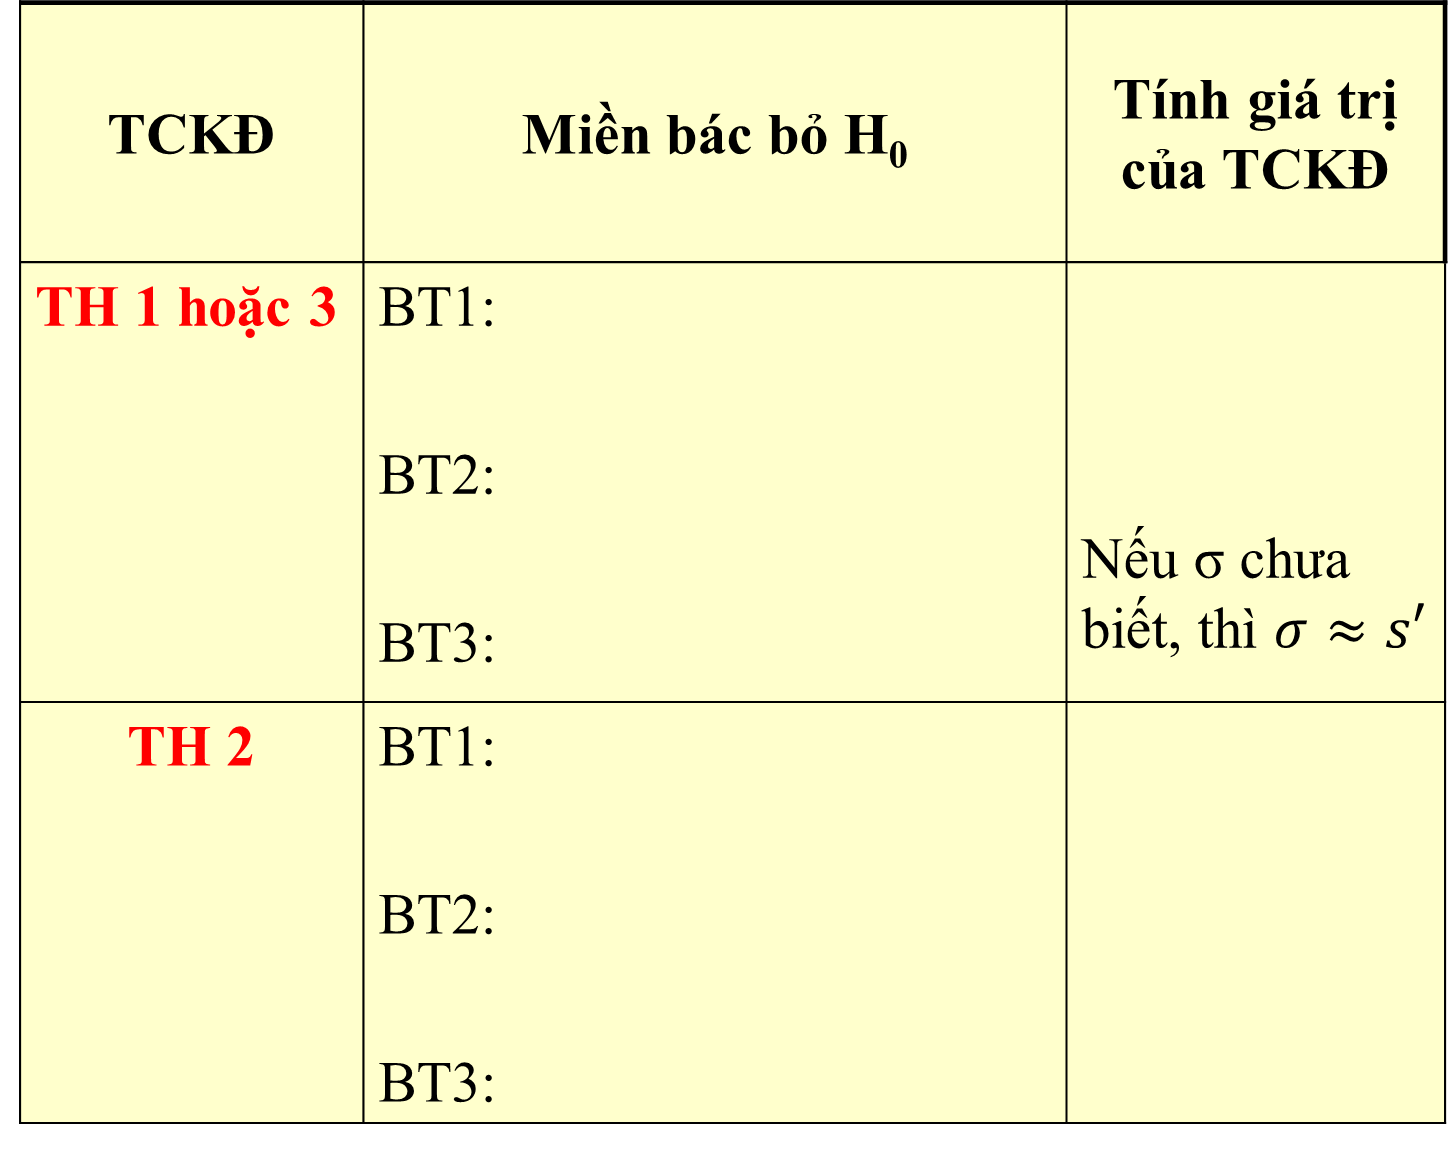 TCKĐ
Miền bác bỏ H₀
Tính giá trị
của TCKĐ
TH 1 hoặc 3
BT1:
BT2:
BT3:
Nếu σ chưa
biết, thì σ ≈ s′
TH 2
BT1:
BT2:
BT3: